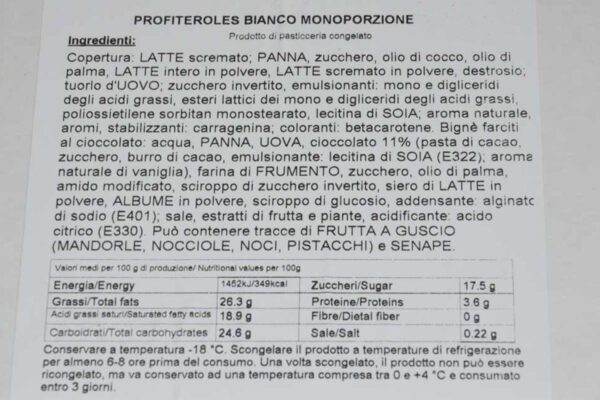 PROFITEROLES BIANCO MONOPORZIONE
Prodotto di pasticceria congelato
Ingredienti:
Copertura: LATTE scremato; PANNA, zucchero, olio di cocco, olio di
palma, LATTE intero in polvere, LATTE scremato in polvere, destrosio;
tuorlo d'UOVO; zucchero invertito, emulsionanti: mono e digliceridi
degli acidi grassi, esteri lattici dei mono e digliceridi degli acidi grassi,
poliossietilene sorbitan monostearato, lecitina di SOIA; aroma naturale,
aromi, stabilizzanti: carragenina; coloranti: betacarotene. Bignè farciti
al cioccolato: acqua, PANNA, UOVA, cioccolato 11% (pasta di cacao,
zucchero, burro di cacao, emulsionante: lecitina di SOIA (E322); aroma
naturale di vaniglia), farina di FRUMENTO, zucchero, olio di palma,
amido modificato, sciroppo di zucchero invertito, siero di LATTE in
polvere, ALBUME in polvere, sciroppo di glucosio, addensante: alginato
di sodio (E401); sale, estratti di frutta e piante, acidificante: acido
citrico (E330). Può contenere tracce di FRUTTA A GUSCIO
(MANDORLE, NOCCIOLE, NOCI, PISTACCHI) e SENAPE.
Valori medi per 100 g di produzione/ Nutritional values per 100g
Energia/Energy 1452kJ/349kcal Zuccheri/Sugar 17.5 g
Grassi/Total fats 26.3 g Proteine/Proteins 3.6 g
Acidi grassi saturi/Saturated fatty acids 18.9 g Fibre/Dietal fiber 0 g
Carboidrati/Total carbohydrates 24.6 g Sale/Salt 0.22 g
Conservare a temperatura -18 °C. Scongelare il prodotto a temperature di refrigerazione
per almeno 6-8 ore prima del consumo. Una volta scongelato, il prodotto non può essere
ricongelato, ma va conservato ad una temperatura compresa tra 0 e +4 °C e consumato
entro 3 giorni.